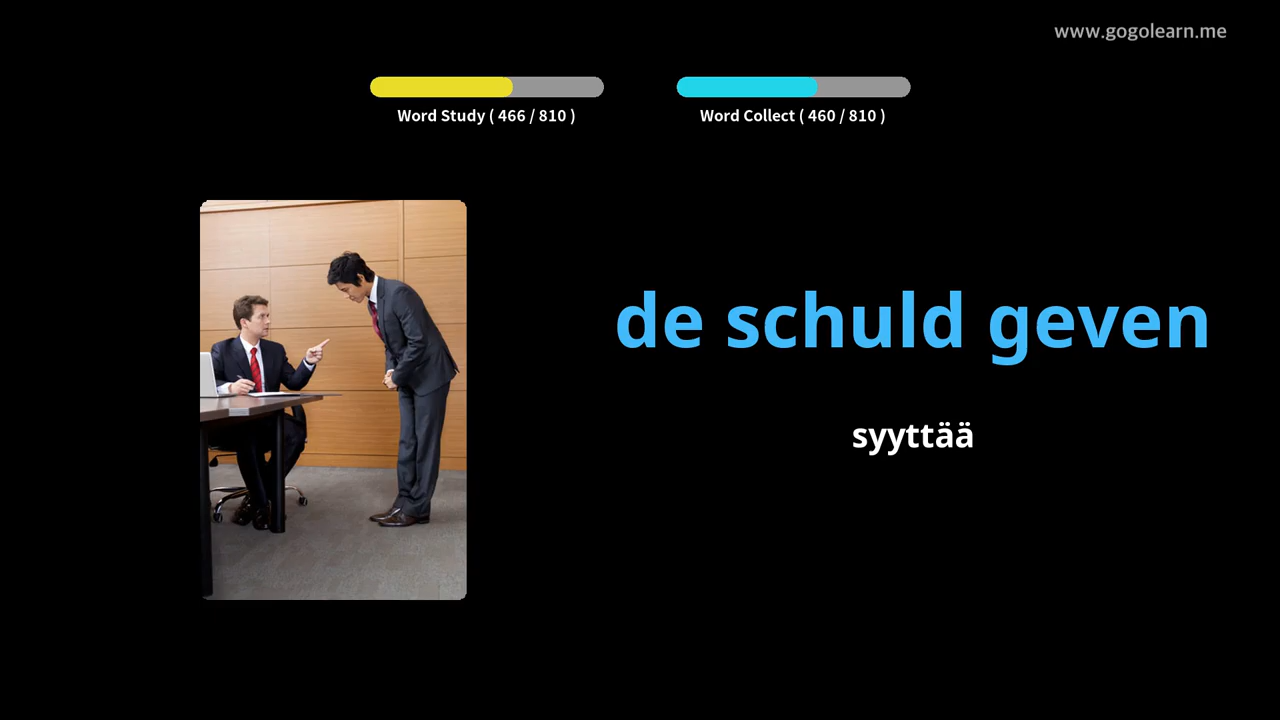 www.gogolearn.me
Word Study ( 466 / 810 )
Word Collect ( 460 / 810 )
de schuld geven
syyttää